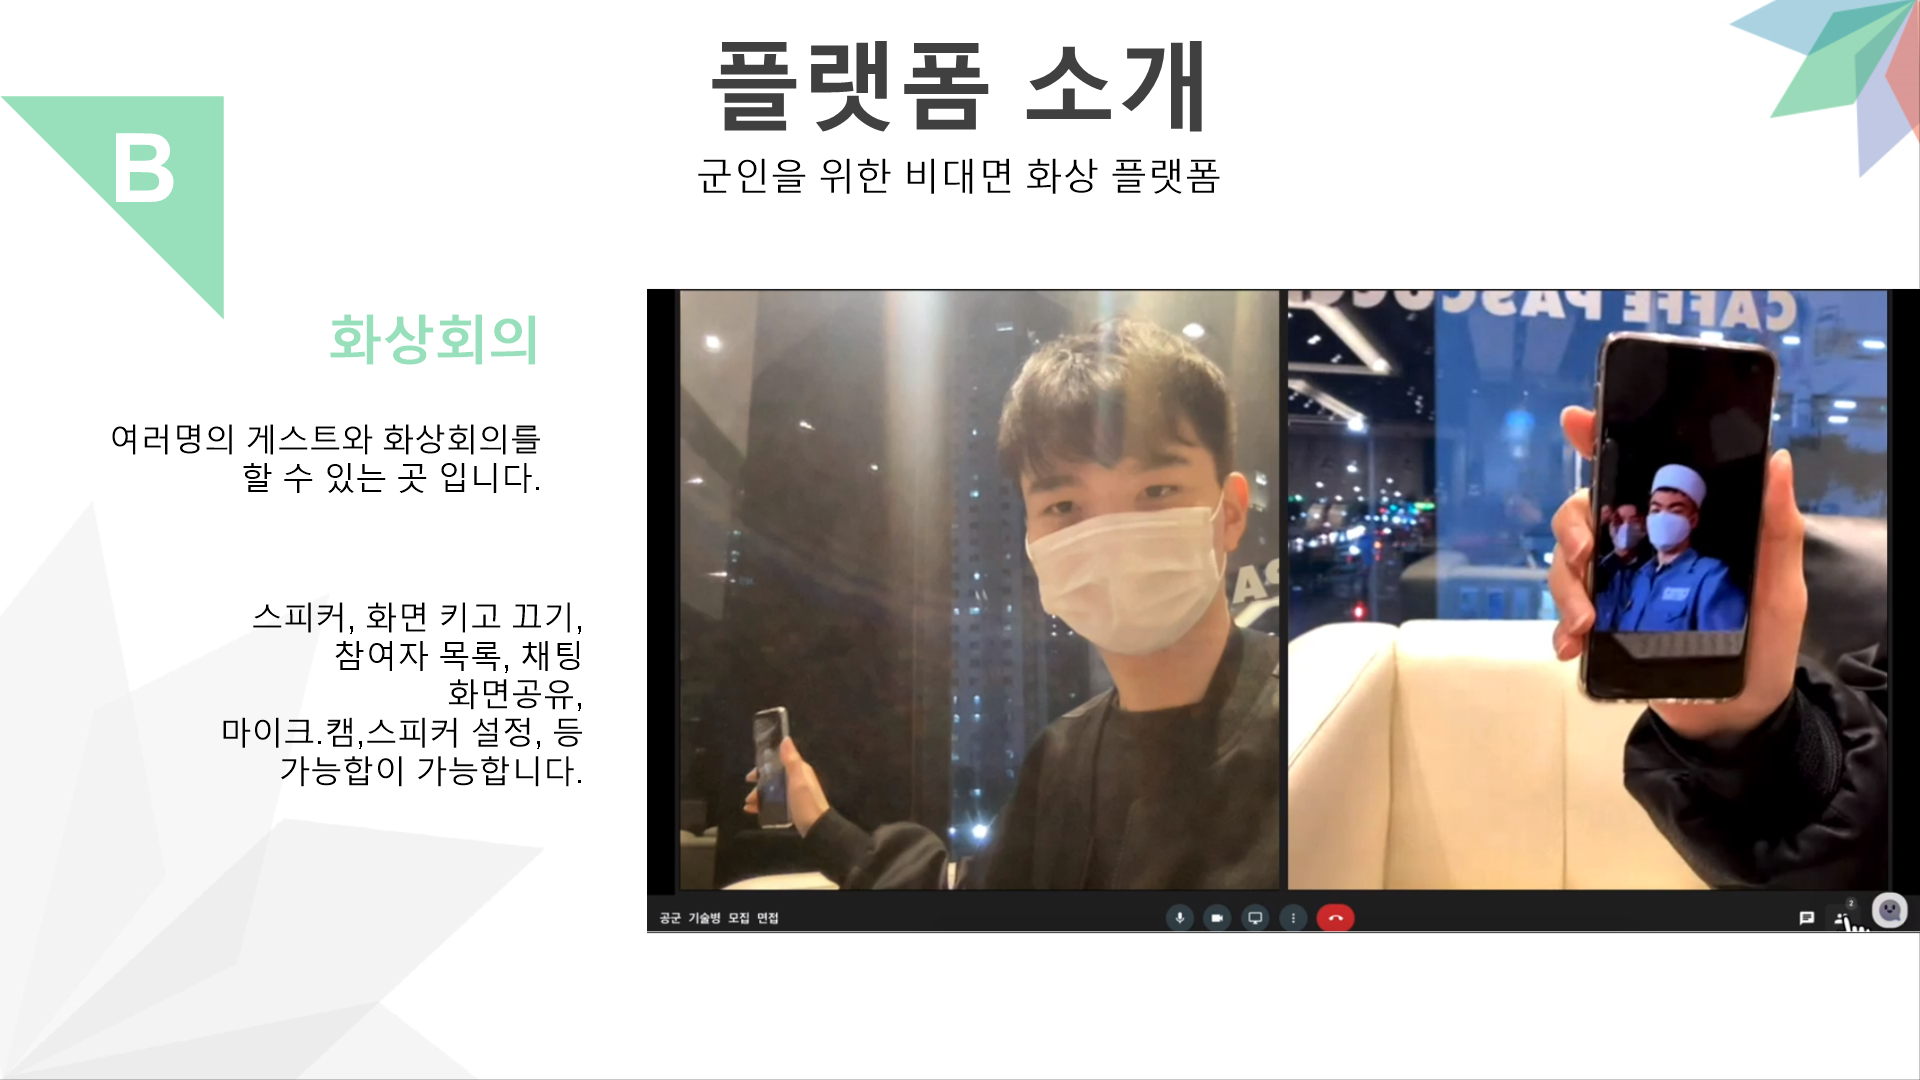 플랫폼 소개
군인을 위한 비대면 화상 플랫폼
B
화상회의
여러명의 게스트와 화상회의를
할 수 있는 곳 입니다.
스피커, 화면 키고 끄기,
참여자 목록, 채팅
화면공유,
마이크.캠,스피커 설정, 등
가능합이 가능합니다.
CAFFE PASCUCCI
PA
공군 기술병 모집 면접
2